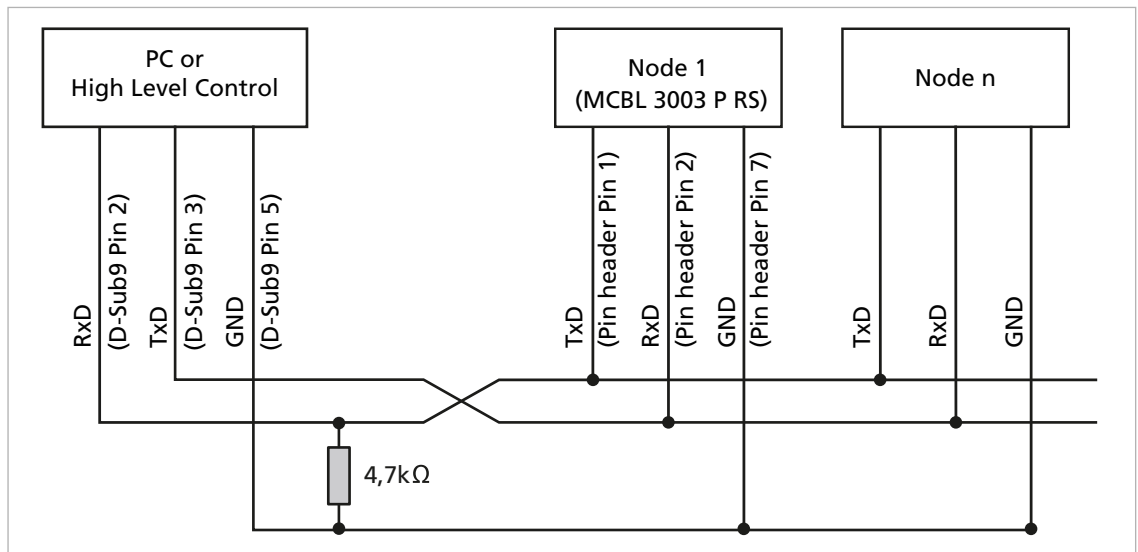 PC or
High Level Control
Node 1
(MCBL 3003 P RS)
Node n
RxD
(D-Sub9 Pin 2)
TxD
(D-Sub9 Pin 3)
GND
(D-Sub9 Pin 5)
TxD
(Pin header Pin 1)
RxD
(Pin header Pin 2)
GND
(Pin header Pin 7)
TxD
RxD
GND
4,7kΩ